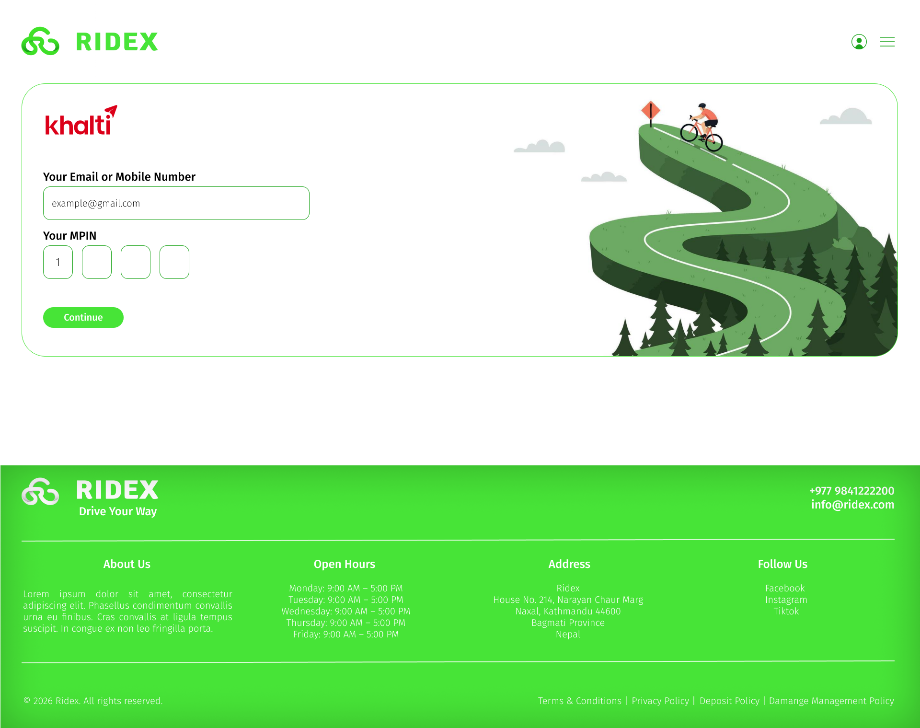 RIDEX
khalti
Your Email or Mobile Number
example@gmail.com
Your MPIN
1
Continue
RIDEX
Drive Your Way
+977 9841222200
info@ridex.com
About Us
Lorem ipsum dolor sit amet, consectetur
adipiscing elit. Phasellus condimentum convallis
urna eu finibus. Cras convallis at ligula tempus
suscipit. In congue ex non leo fringilla porta.
Open Hours
Monday: 9:00 AM – 5:00 PM
Tuesday: 9:00 AM – 5:00 PM
Wednesday: 9:00 AM – 5:00 PM
Thursday: 9:00 AM – 5:00 PM
Friday: 9:00 AM – 5:00 PM
Address
Ridex
House No. 214, Narayan Chaur Marg
Naxal, Kathmandu 44600
Bagmati Province
Nepal
Follow Us
Facebook
Instagram
Tiktok
© 2026 Ridex. All rights reserved.
Terms & Conditions | Privacy Policy | Deposit Policy | Damange Management Policy